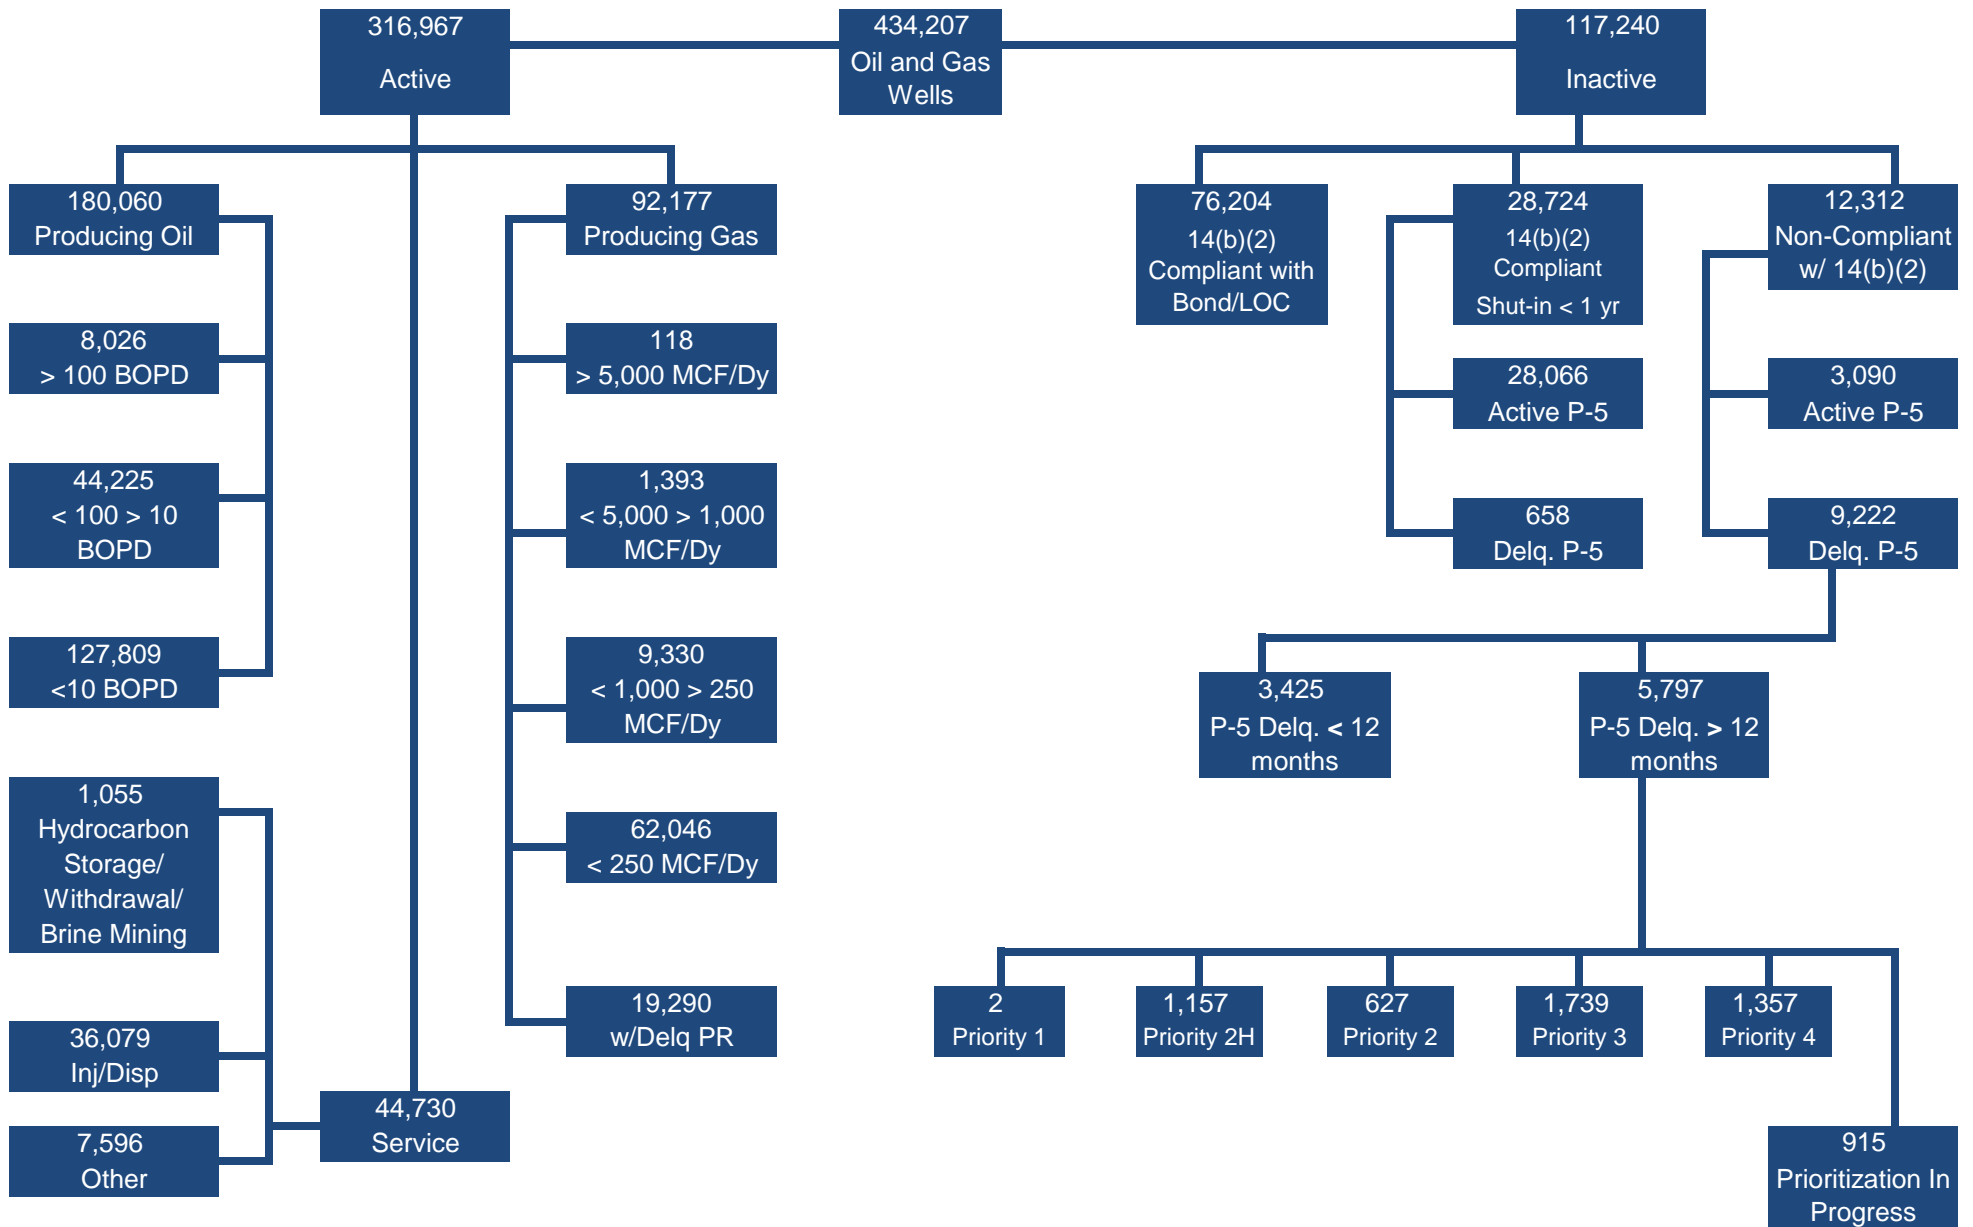 316,967
Active
434,207
Oil and Gas
Wells
117,240
Inactive
180,060
Producing Oil
92,177
Producing Gas
76,204
14(b)(2)
Compliant with
Bond/LOC
28,724
14(b)(2)
Compliant
Shut-in < 1 yr
12,312
Non-Compliant
w/ 14(b)(2)
8,026
> 100 BOPD
118
> 5,000 MCF/Dy
28,066
Active P-5
3,090
Active P-5
44,225
< 100 > 10
BOPD
1,393
< 5,000 > 1,000
MCF/Dy
658
Delq. P-5
9,222
Delq. P-5
127,809
<10 BOPD
9,330
< 1,000 > 250
MCF/Dy
3,425
P-5 Delq. < 12
months
5,797
P-5 Delq. > 12
months
1,055
Hydrocarbon
Storage/
Withdrawal/
Brine Mining
62,046
< 250 MCF/Dy
19,290
w/Delq PR
2
Priority 1
1,157
Priority 2H
627
Priority 2
1,739
Priority 3
1,357
Priority 4
36,079
Inj/Disp
44,730
Service
7,596
Other
915
Prioritization In
Progress